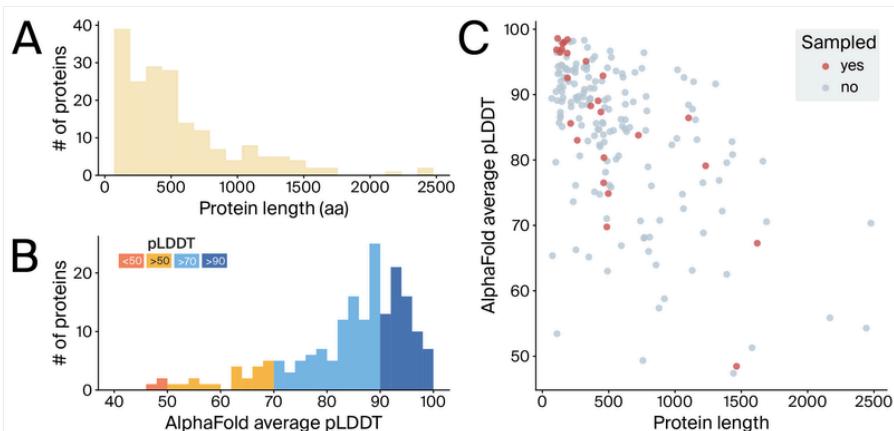 A
# of proteins
40
30
20
10
0
0 500 1000 1500 2000 2500
Protein length (aa)
B
pLDDT
<50 >50 >70 >90
# of proteins
20
10
0
40 50 60 70 80 90 100
AlphaFold average pLDDT
C
AlphaFold average pLDDT
100
90
80
70
60
50
0 500 1000 1500 2000 2500
Protein length
Sampled
yes
no